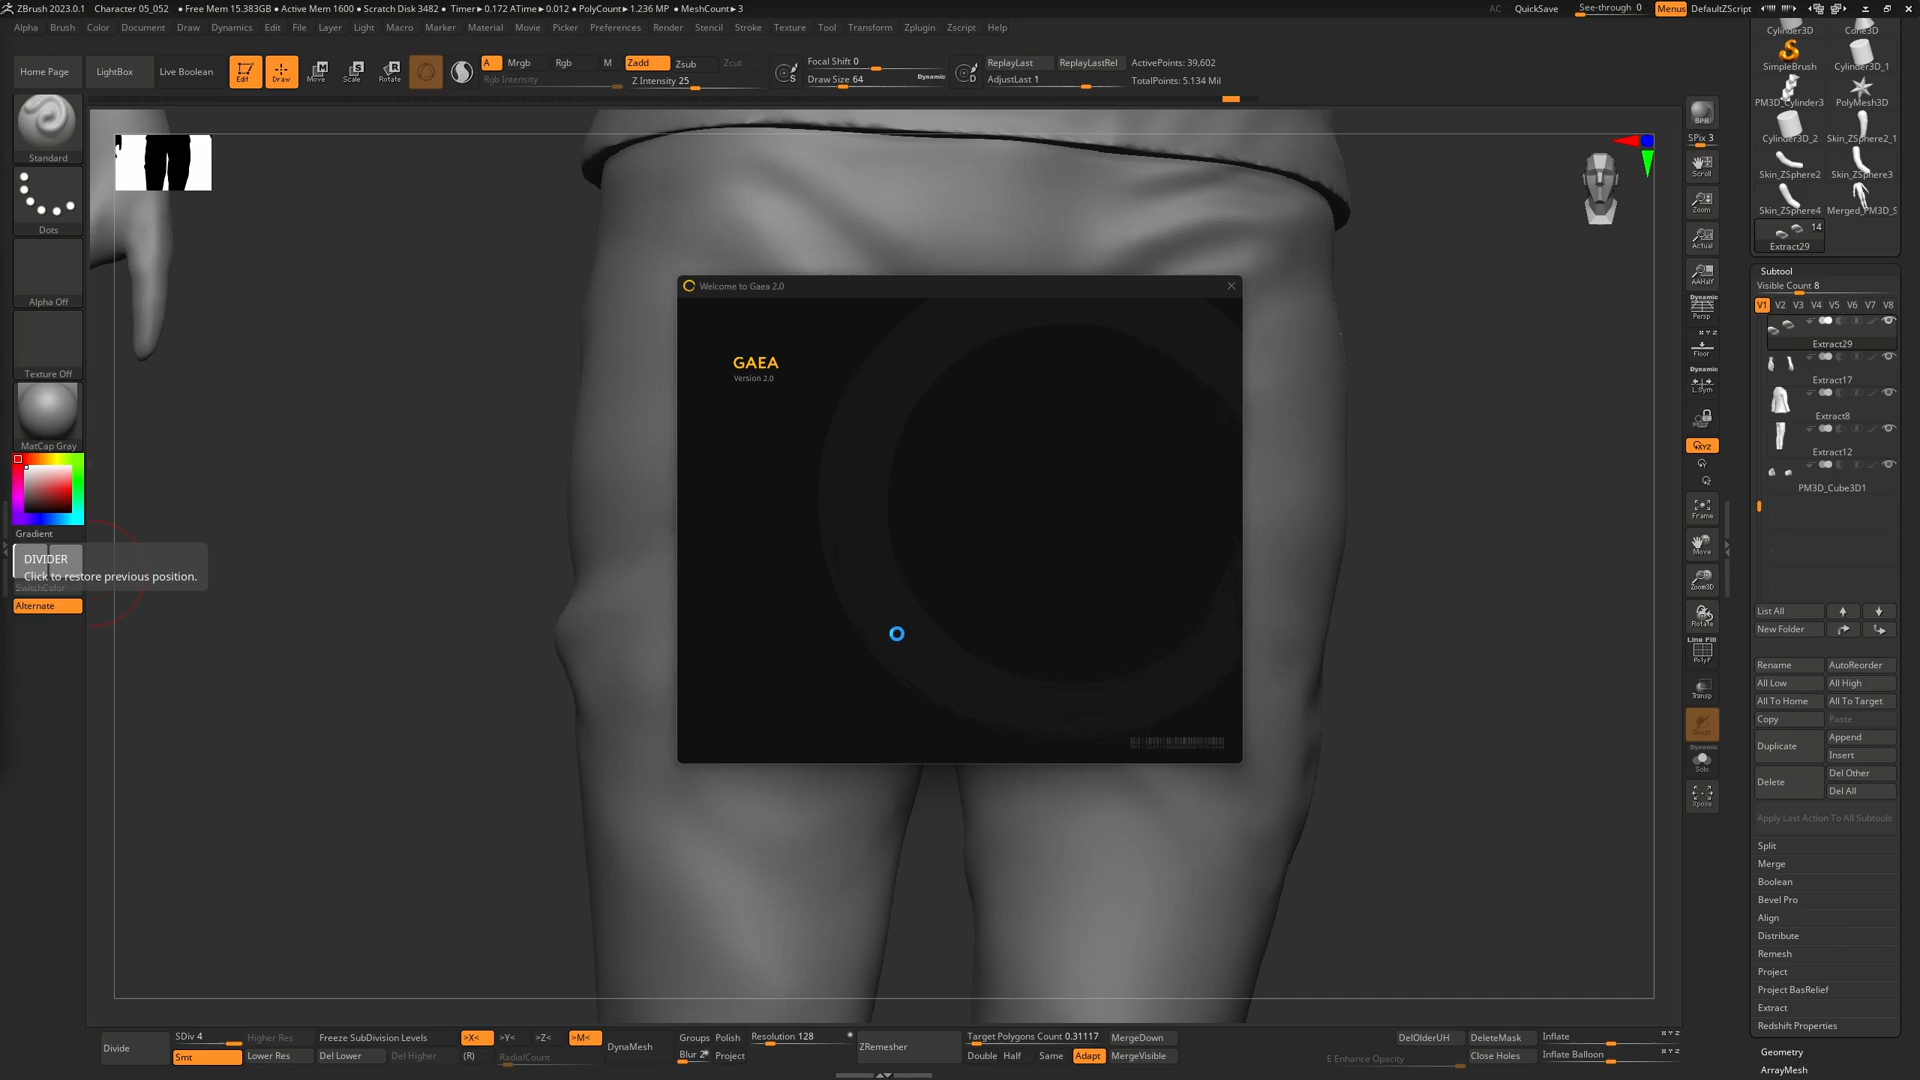 ZBrush 2023.0.1 Character 05_052 • Free Mem 15.383GB • Active Mem 1600 • Scratch Disk 3482 • Timer▸0.172 ATime▸0.012 • PolyCount▸1.236 MP • MeshCount▸3 AC QuickSave See-through 0 Menus DefaultZScript
Alpha Brush Color Document Draw Dynamics Edit File Layer Light Macro Marker Material Movie Picker Preferences Render Stencil Stroke Texture Tool Transform Zplugin Zscript Help
Home Page LightBox Live Boolean Edit Draw Move Scale Rotate
A Mrgb Rgb M Zadd Zsub Zcut
Rgb Intensity Z Intensity 25
S Focal Shift 0
Draw Size 64 Dynamic
D ReplayLast ReplayLastRel ActivePoints: 39,602
AdjustLast 1 TotalPoints: 5.134 Mil
Standard
Dots
Alpha Off
Texture Off
MatCap Gray
Gradient
DIVIDER
Click to restore previous position.
SwitchColor
Alternate
Welcome to Gaea 2.0
GAEA
Version 2.0
BPR
SPix 3
Scroll
Zoom
Actual
AAHalf
Dynamic
Persp
X Y Z
Floor
Dynamic
L.Sym
XYZ
Y
Z
Frame
Move
Zoom3D
Rotate
Line Fill
PolyF
Transp
Ghost
Dynamic
Solo
Xpose
Cylinder3D Cone3D
SimpleBrush Cylinder3D_1
PM3D_Cylinder3 PolyMesh3D
Cylinder3D_2 Skin_ZSphere2_1
Skin_ZSphere2 Skin_ZSphere3
Skin_ZSphere4 Merged_PM3D_S
14
Extract29
Subtool
Visible Count 8
V1 V2 V3 V4 V5 V6 V7 V8
Extract29
Extract17
Extract8
Extract12
PM3D_Cube3D1
List All
New Folder
Rename AutoReorder
All Low All High
All To Home All To Target
Copy Paste
Duplicate Append
Insert
Delete Del Other
Del All
Apply Last Action To All Subtools
Split
Merge
Boolean
Bevel Pro
Align
Distribute
Remesh
Project
Project BasRelief
Extract
Redshift Properties
Geometry
ArrayMesh
Divide SDiv 4 Higher Res Freeze SubDivision Levels >X< >Y< >Z< >M<
Smt Lower Res Del Lower Del Higher (R) RadialCount
DynaMesh Groups Polish Resolution 128
Blur 2 Project
ZRemesher Target Polygons Count 0.31117 MergeDown
Double Half Same Adapt MergeVisible
DelOlderUH DeleteMask Inflate X Y Z
E Enhance Opacity Close Holes Inflate Balloon X Y Z